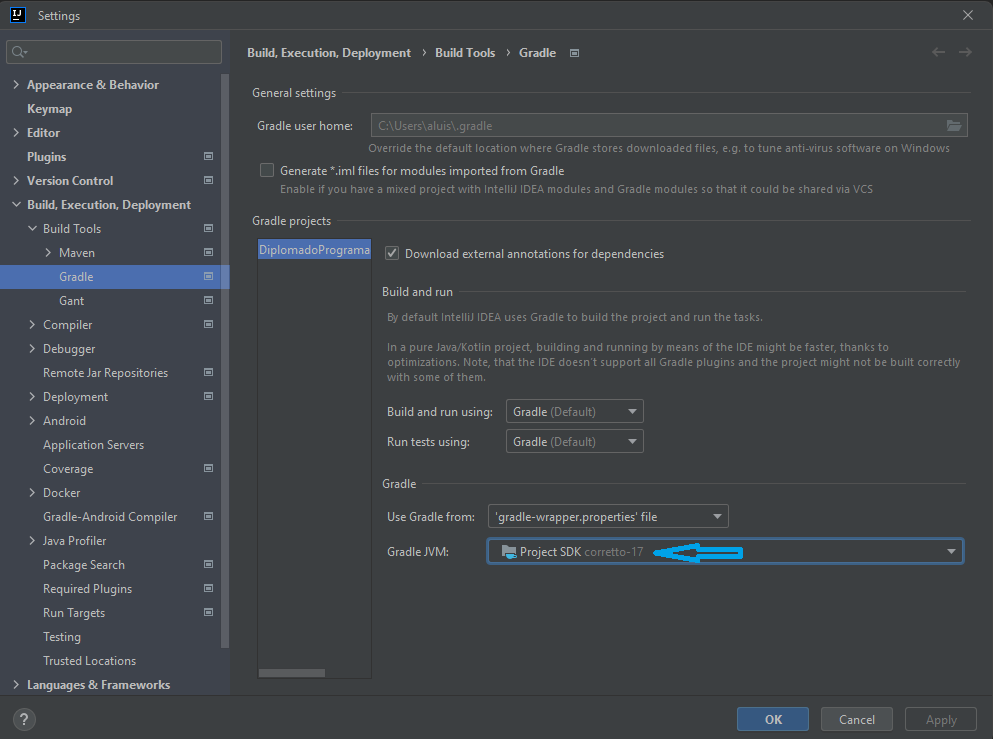 IJ Settings
Build, Execution, Deployment › Build Tools › Gradle
Appearance & Behavior
Keymap
Editor
Plugins
Version Control
Build, Execution, Deployment
Build Tools
Maven
Gradle
Gant
Compiler
Debugger
Remote Jar Repositories
Deployment
Android
Application Servers
Coverage
Docker
Gradle-Android Compiler
Java Profiler
Package Search
Required Plugins
Run Targets
Testing
Trusted Locations
Languages & Frameworks
General settings
Gradle user home: C:\Users\aluis\.gradle
Override the default location where Gradle stores downloaded files, e.g. to tune anti-virus software on Windows
Generate *.iml files for modules imported from Gradle
Enable if you have a mixed project with IntelliJ IDEA modules and Gradle modules so that it could be shared via VCS
Gradle projects
DiplomadoPrograma
Download external annotations for dependencies
Build and run
By default IntelliJ IDEA uses Gradle to build the project and run the tasks.
In a pure Java/Kotlin project, building and running by means of the IDE might be faster, thanks to
optimizations. Note, that the IDE doesn't support all Gradle plugins and the project might not be built correctly
with some of them.
Build and run using: Gradle (Default)
Run tests using: Gradle (Default)
Gradle
Use Gradle from: 'gradle-wrapper.properties' file
Gradle JVM: Project SDK corretto-17
? OK Cancel Apply